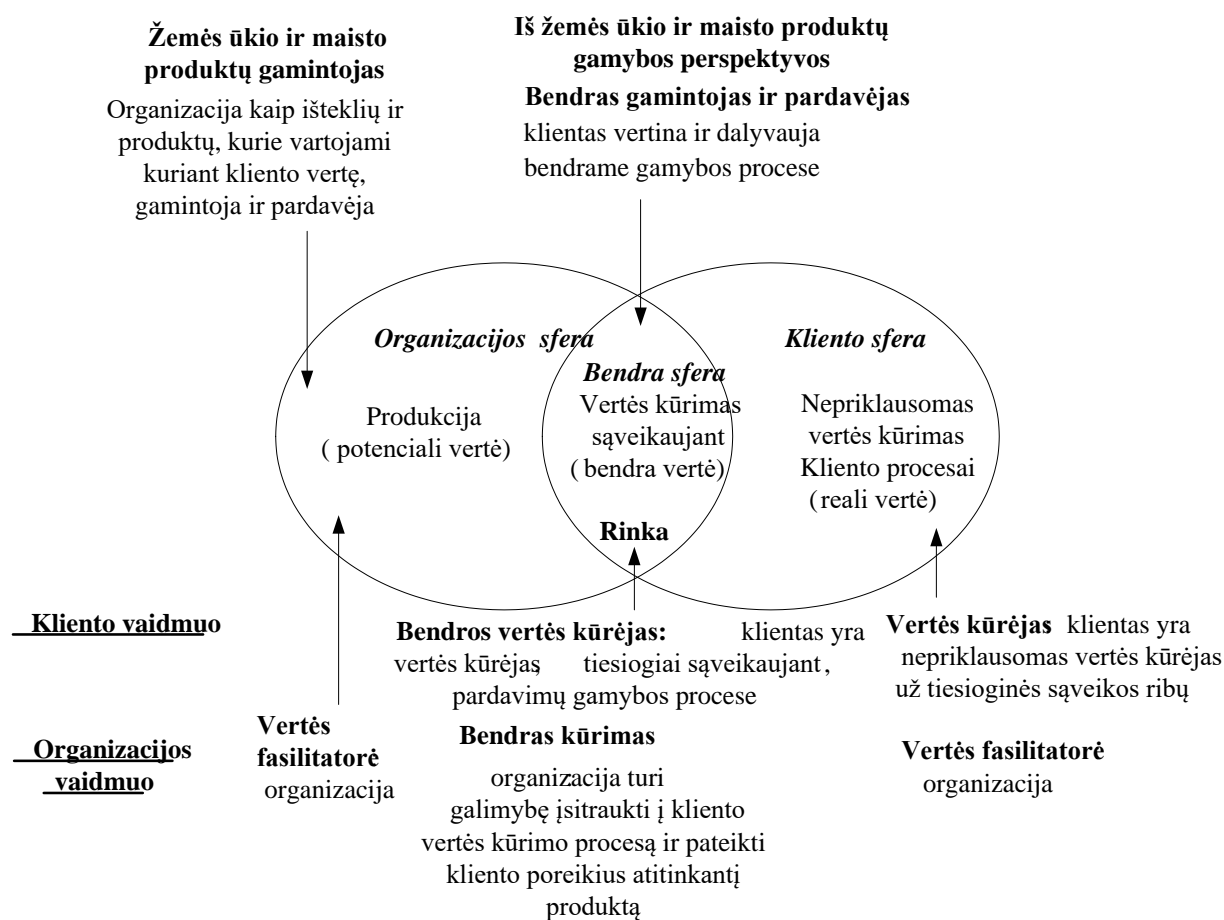 Žemės ūkio ir maisto
produktų gamintojas
Organizacija kaip išteklių ir
produktų, kurie vartojami
kuriant kliento vertę,
gamintoja ir pardavėja
Iš žemės ūkio ir maisto produktų
gamybos perspektyvos
Bendras gamintojas ir pardavėjas
klientas vertina ir dalyvauja
bendrame gamybos procese
Organizacijos sfera
Produkcija
( potenciali vertė)
Bendra sfera
Vertės kūrimas
sąveikaujant
(bendra vertė)
Rinka
Kliento sfera
Nepriklausomas
vertės kūrimas
Kliento procesai
(reali vertė)
Kliento vaidmuo
Bendros vertės kūrėjas: klientas yra
vertės kūrėjas, tiesiogiai sąveikaujant,
pardavimų gamybos procese
Vertės kūrėjas: klientas yra
nepriklausomas vertės kūrėjas
už tiesioginės sąveikos ribų
Organizacijos
vaidmuo
Vertės
fasilitatorė
organizacija
Bendras kūrimas
organizacija turi
galimybę įsitraukti į kliento
vertės kūrimo procesą ir pateikti
kliento poreikius atitinkantį
produktą
Vertės fasilitatorė
organizacija